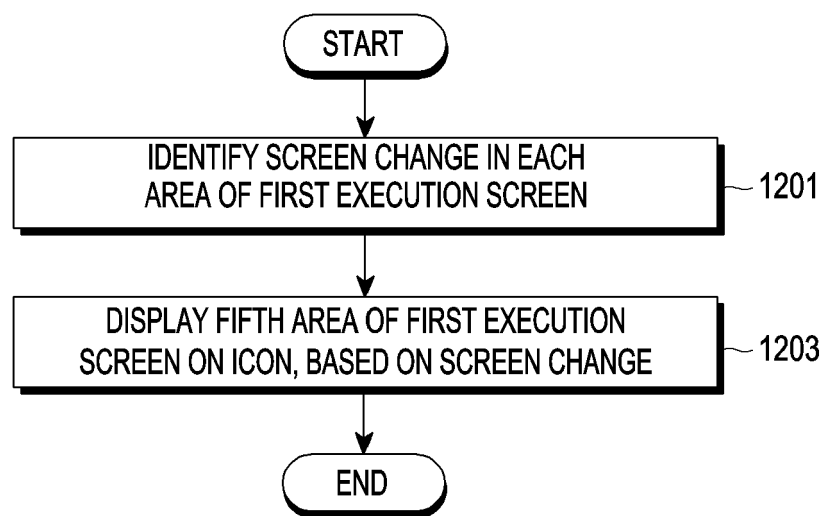 START
IDENTIFY SCREEN CHANGE IN EACH
AREA OF FIRST EXECUTION SCREEN
1201
DISPLAY FIFTH AREA OF FIRST EXECUTION
SCREEN ON ICON, BASED ON SCREEN CHANGE
1203
END